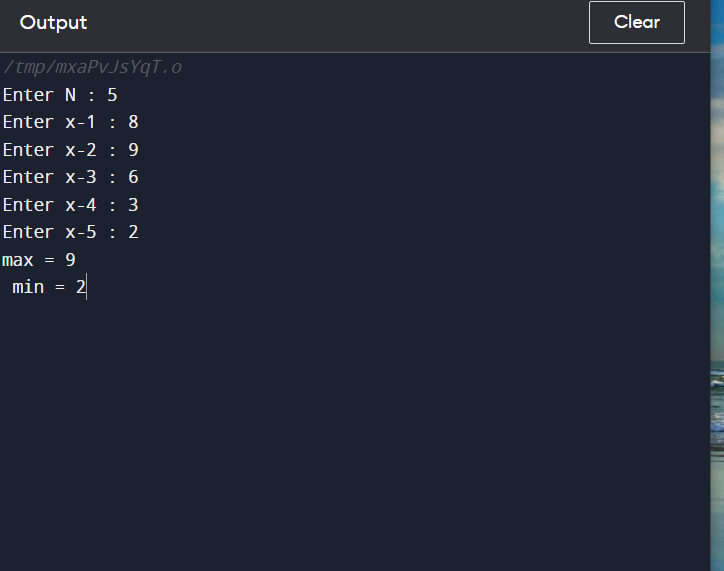 Output
Clear
/tmp/mxaPvJsYqT.o
Enter N : 5
Enter x-1 : 8
Enter x-2 : 9
Enter x-3 : 6
Enter x-4 : 3
Enter x-5 : 2
max = 9
 min = 2